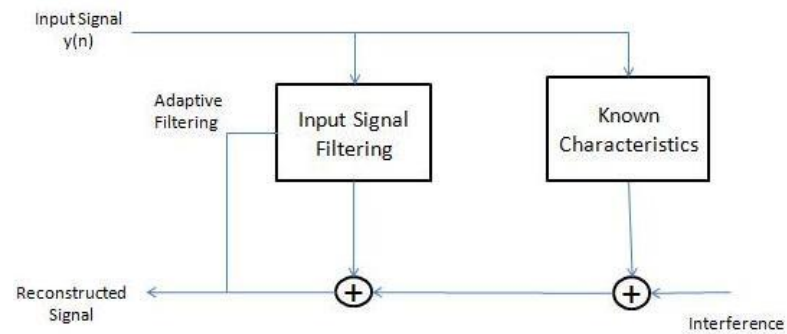 Input Signal
y(n)
Adaptive
Filtering
Input Signal
Filtering
Known
Characteristics
+
+
Reconstructed
Signal
Interference